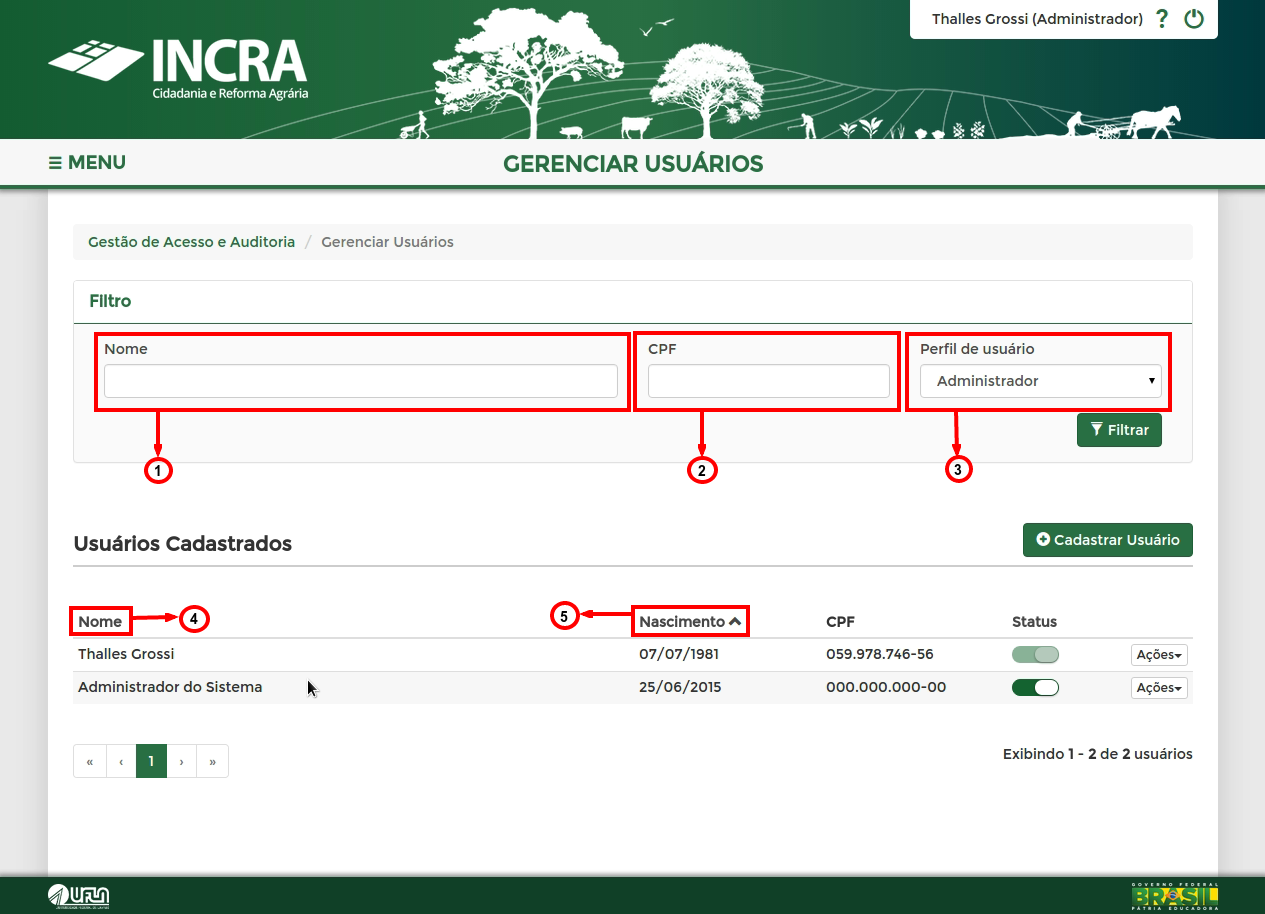 Thalles Grossi (Administrador) ?
INCRA
Cidadania e Reforma Agrária
☰ MENU
GERENCIAR USUÁRIOS
Gestão de Acesso e Auditoria / Gerenciar Usuários
Filtro
Nome CPF Perfil de usuário
Administrador
Filtrar
1 2 3
Usuários Cadastrados
Cadastrar Usuário
Nome 4 5 Nascimento CPF Status
Thalles Grossi 07/07/1981 059.978.746-56 Ações
Administrador do Sistema 25/06/2015 000.000.000-00 Ações
« ‹ 1 › »
Exibindo 1 - 2 de 2 usuários
UFLA
GOVERNO FEDERAL
BRASIL
PÁTRIA EDUCADORA